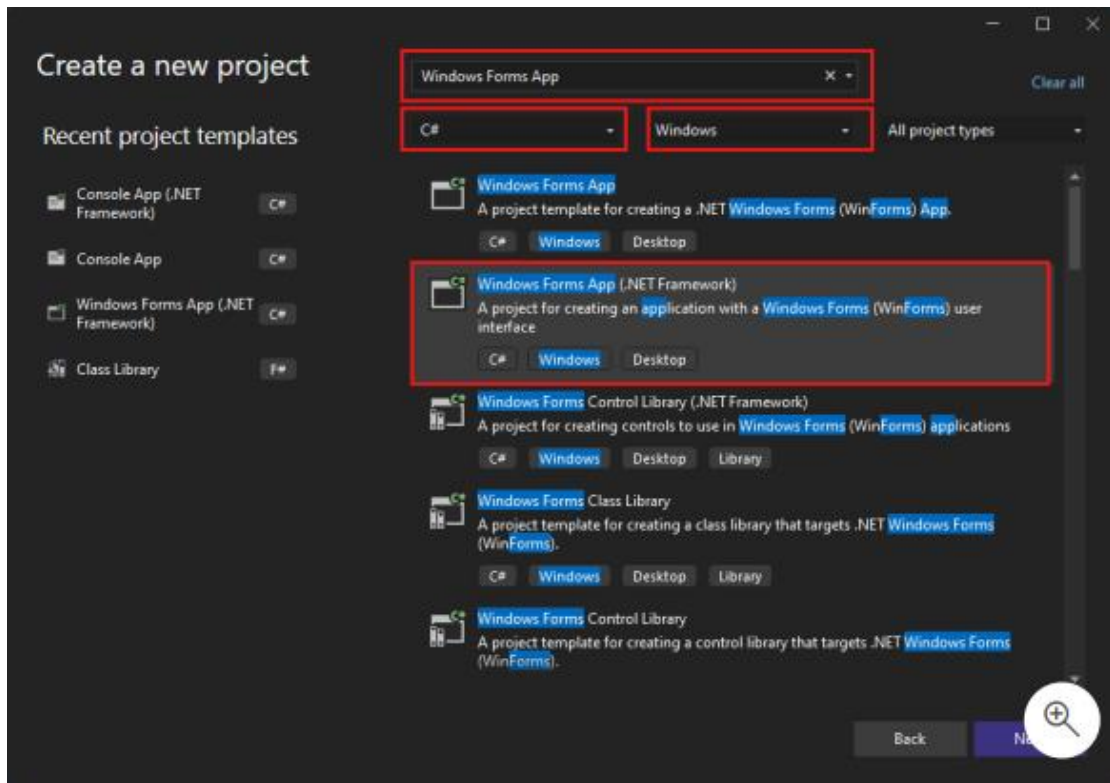 Create a new project
Recent project templates
Console App (.NET
Framework)
C#
Console App
C#
Windows Forms App (.NET
Framework)
C#
Class Library
F#
Windows Forms App
Clear all
C#
Windows
All project types
Windows Forms App
A project template for creating a .NET Windows Forms (WinForms) App.
C# Windows Desktop
Windows Forms App (.NET Framework)
A project for creating an application with a Windows Forms (WinForms) user
interface
C# Windows Desktop
Windows Forms Control Library (.NET Framework)
A project for creating controls to use in Windows Forms (WinForms) applications
C# Windows Desktop Library
Windows Forms Class Library
A project template for creating a class library that targets .NET Windows Forms
(WinForms).
C# Windows Desktop Library
Windows Forms Control Library
A project template for creating a control library that targets .NET Windows Forms
(WinForms).
Back